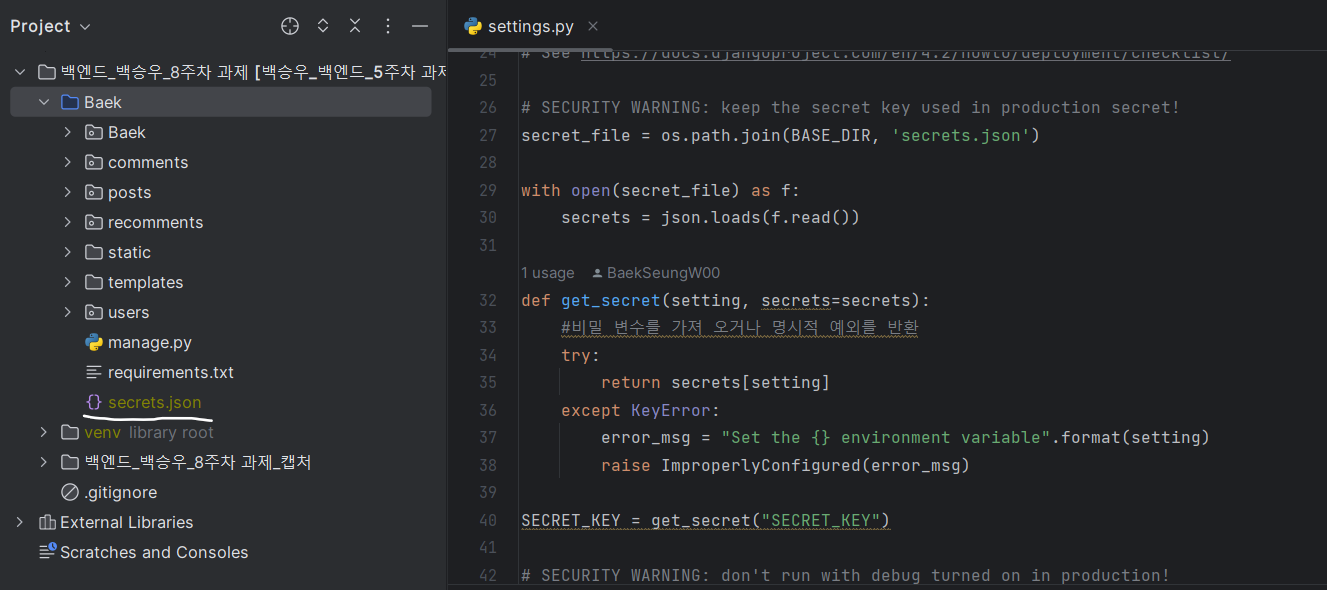 Project
settings.py
백엔드_백승우_8주차 과제 [백승우_백엔드_5주차 과제
Baek
Baek
comments
posts
recomments
static
templates
users
manage.py
requirements.txt
secrets.json
venv library root
백엔드_백승우_8주차 과제_캡처
.gitignore
External Libraries
Scratches and Consoles
24 # See https://docs.djangoproject.com/en/4.2/howto/deployment/checklist/
25
26 # SECURITY WARNING: keep the secret key used in production secret!
27 secret_file = os.path.join(BASE_DIR, 'secrets.json')
28
29 with open(secret_file) as f:
30 secrets = json.loads(f.read())
31
1 usage BaekSeungW00
32 def get_secret(setting, secrets=secrets):
33 #비밀 변수를 가져 오거나 명시적 예외를 반환
34 try:
35 return secrets[setting]
36 except KeyError:
37 error_msg = "Set the {} environment variable".format(setting)
38 raise ImproperlyConfigured(error_msg)
39
40 SECRET_KEY = get_secret("SECRET_KEY")
41
42 # SECURITY WARNING: don't run with debug turned on in production!